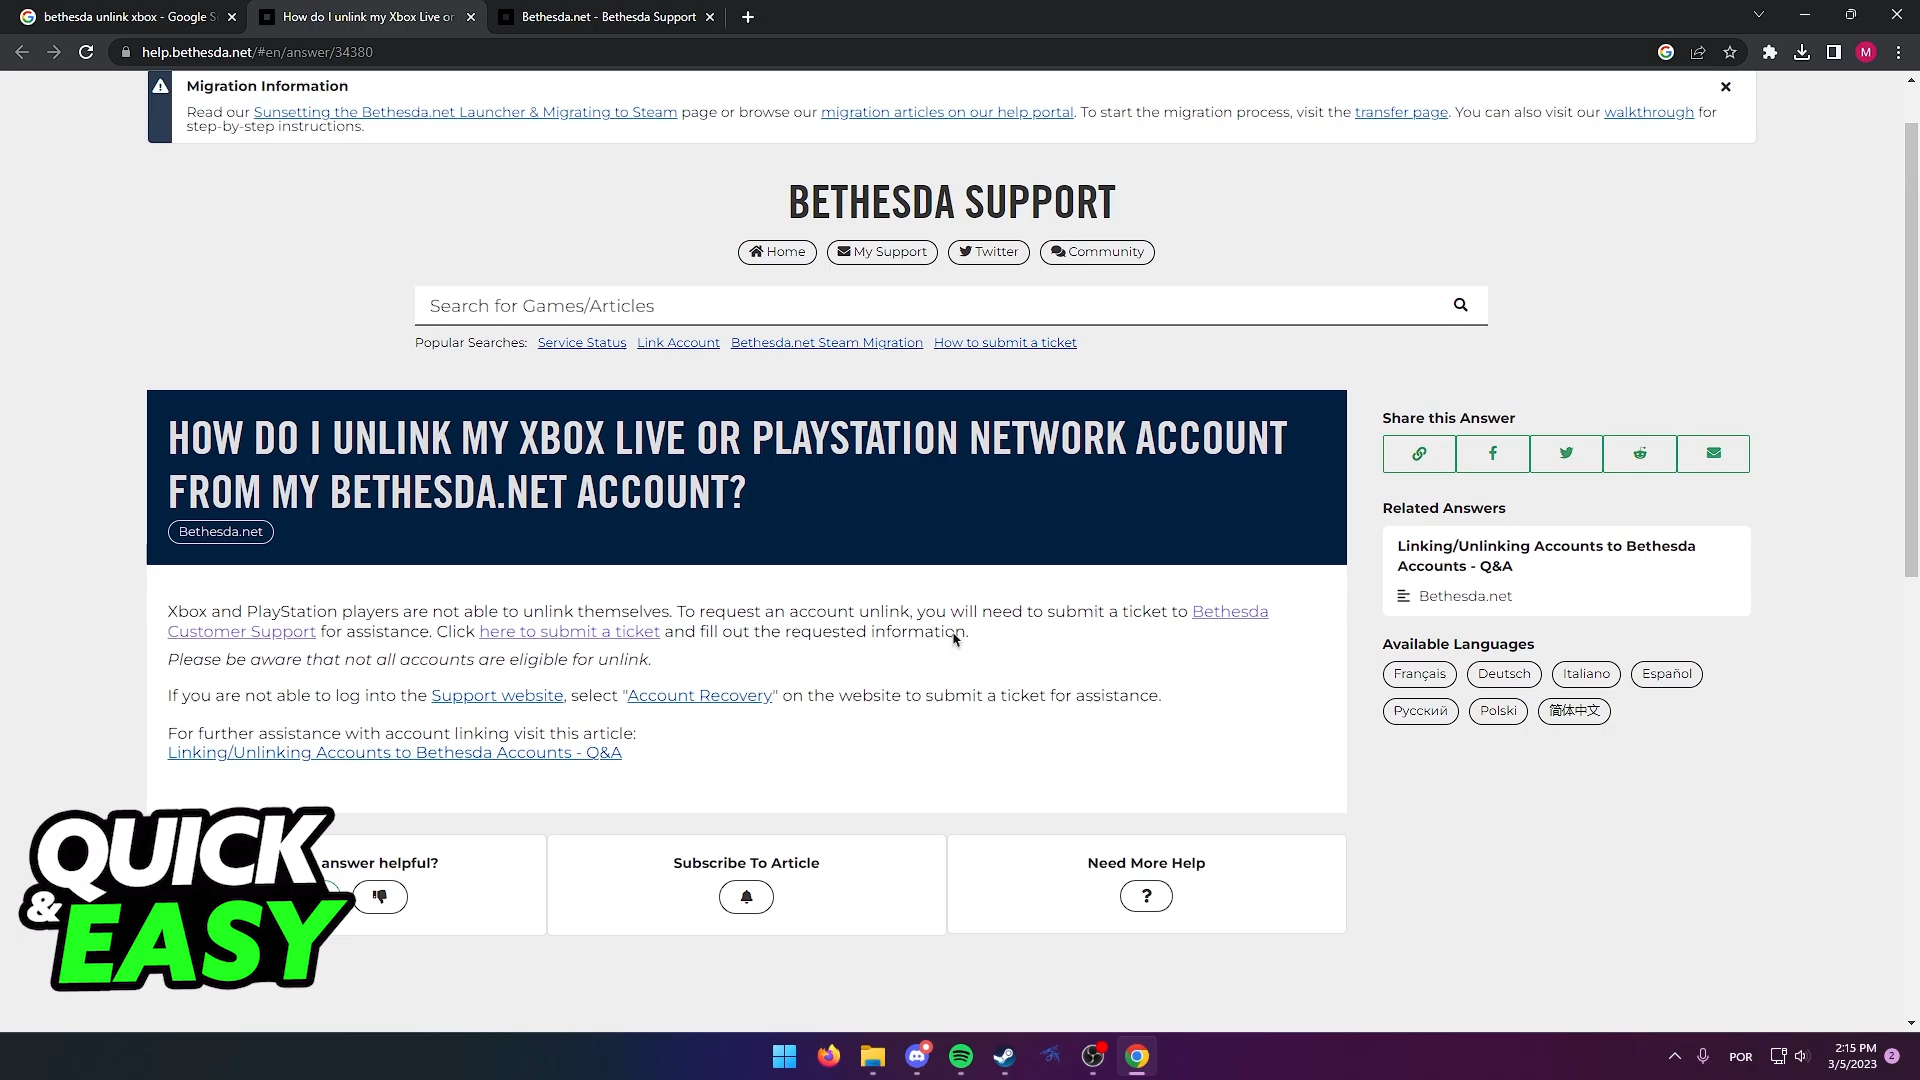 bethesda unlink xbox - Google S
How do I unlink my Xbox Live or
Bethesda.net - Bethesda Support
help.bethesda.net/#en/answer/34380
M
Migration Information
Read our Sunsetting the Bethesda.net Launcher & Migrating to Steam page or browse our migration articles on our help portal. To start the migration process, visit the transfer page. You can also visit our walkthrough for
step-by-step instructions.
BETHESDA SUPPORT
Home
My Support
Twitter
Community
Search for Games/Articles
Popular Searches: Service Status Link Account Bethesda.net Steam Migration How to submit a ticket
HOW DO I UNLINK MY XBOX LIVE OR PLAYSTATION NETWORK ACCOUNT
FROM MY BETHESDA.NET ACCOUNT?
Bethesda.net
Xbox and PlayStation players are not able to unlink themselves. To request an account unlink, you will need to submit a ticket to Bethesda
Customer Support for assistance. Click here to submit a ticket and fill out the requested information.
Please be aware that not all accounts are eligible for unlink.
If you are not able to log into the Support website, select "Account Recovery" on the website to submit a ticket for assistance.
For further assistance with account linking visit this article:
Linking/Unlinking Accounts to Bethesda Accounts - Q&A
Share this Answer
Related Answers
Linking/Unlinking Accounts to Bethesda
Accounts - Q&A
Bethesda.net
Available Languages
Français
Deutsch
Italiano
Español
Русский
Polski
简体中文
answer helpful?
Subscribe To Article
Need More Help
?
QUICK
& EASY
POR
2:15 PM
3/5/2023
2